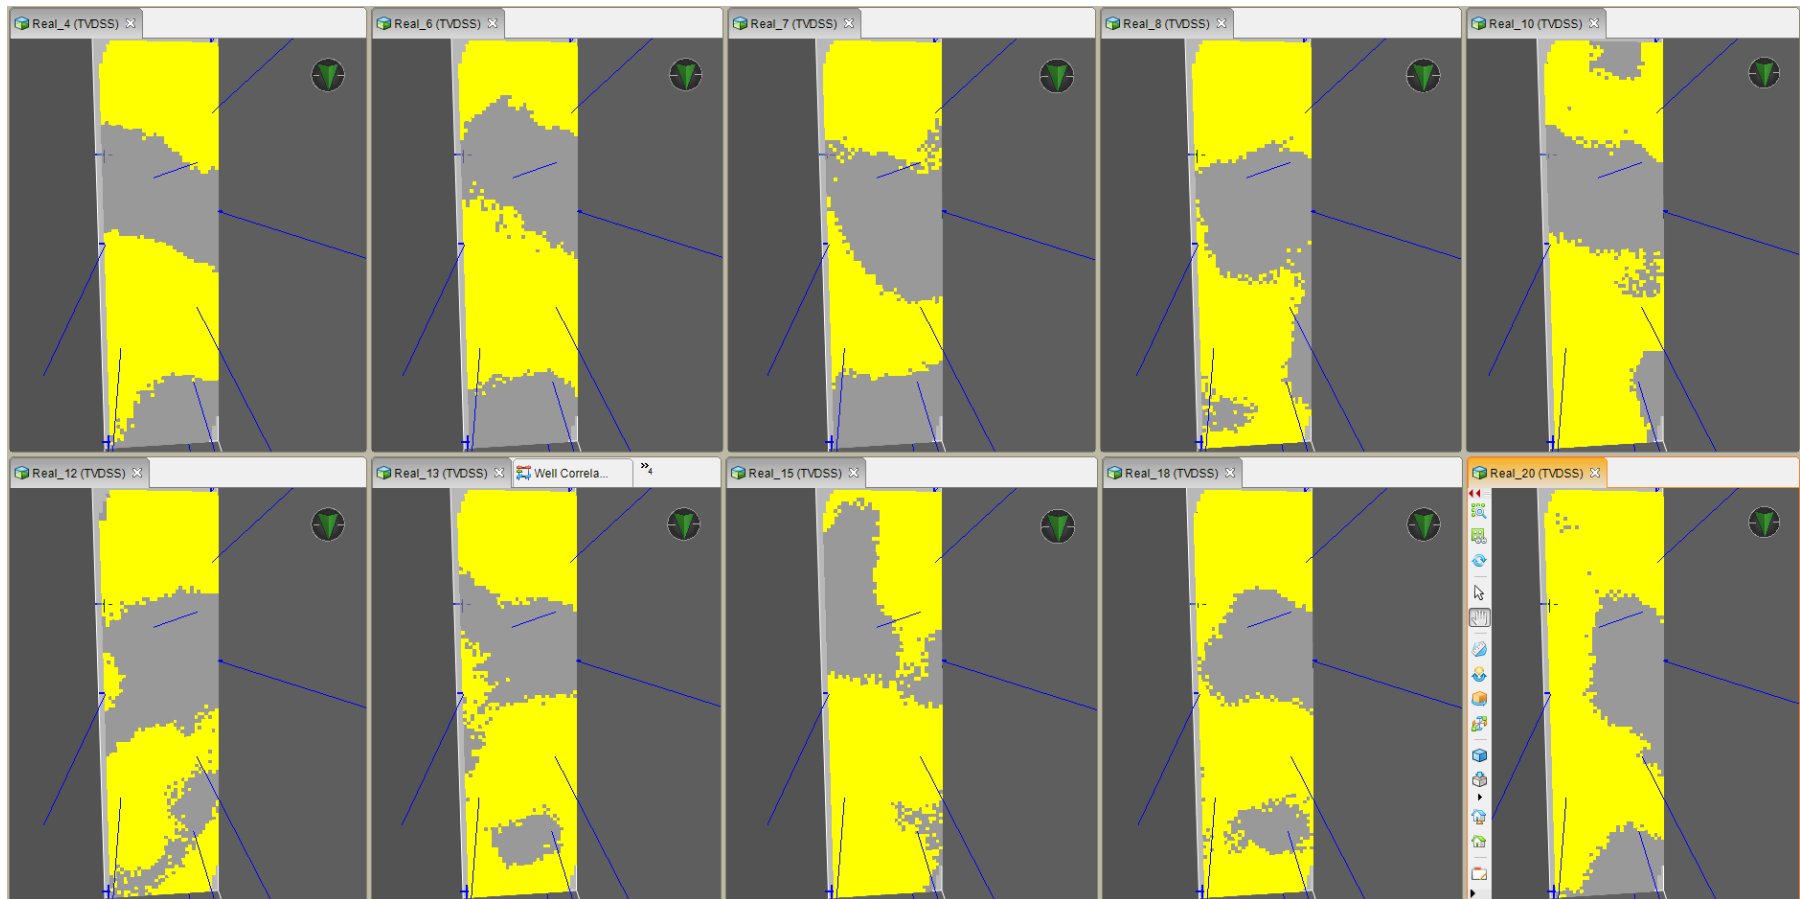 Real_4 (TVDSS)
Real_6 (TVDSS)
Real_7 (TVDSS)
Real_8 (TVDSS)
Real_10 (TVDSS)
Real_12 (TVDSS)
Real_13 (TVDSS)
Well Correla...
4
Real_15 (TVDSS)
Real_18 (TVDSS)
Real_20 (TVDSS)